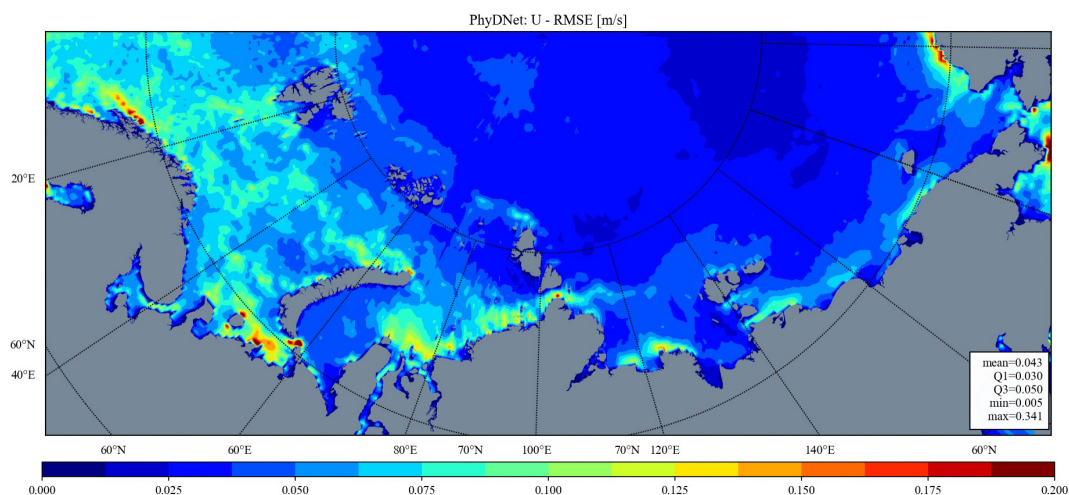 PhyDNet: U - RMSE [m/s]
20°E
60°N
40°E
mean=0.043
Q1=0.030
Q3=0.050
min=0.005
max=0.341
60°N 60°E 80°E 70°N 100°E 70°N 120°E 140°E 60°N
0.000 0.025 0.050 0.075 0.100 0.125 0.150 0.175 0.200